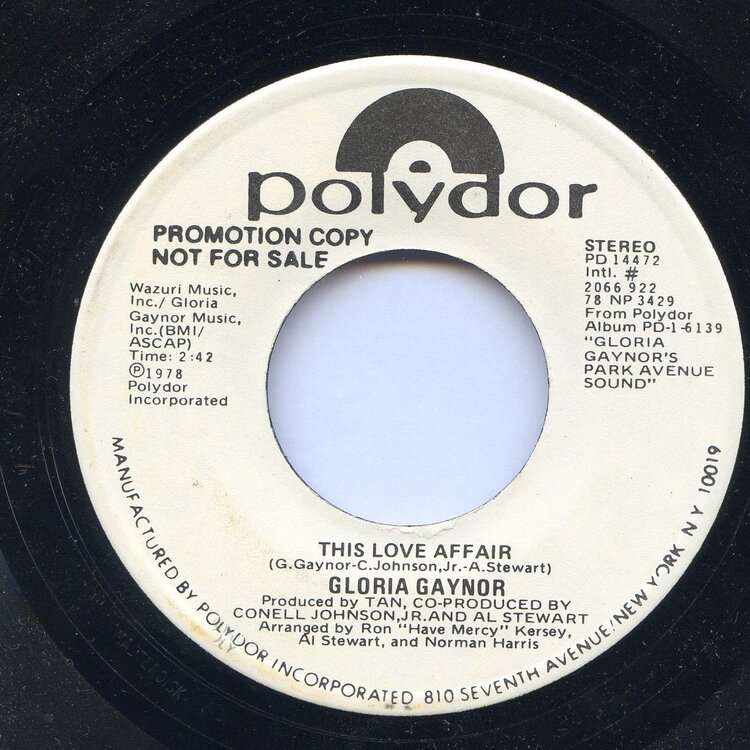 polydor
PROMOTION COPY
NOT FOR SALE
Wazuri Music,
Inc./ Gloria
Gaynor Music,
Inc.(BMI/
ASCAP)
Time: 2:42
Ⓟ1978
Polydor
Incorporated
STEREO
PD 14472
Intl. #
2066 922
78 NP 3429
From Polydor
Album PD-1-6139
"GLORIA
GAYNOR'S
PARK AVENUE
SOUND"
THIS LOVE AFFAIR
(G.Gaynor-C.Johnson,Jr.-A.Stewart)
GLORIA GAYNOR
Produced by TAN, CO-PRODUCED BY
CONELL JOHNSON,JR.AND AL STEWART
Arranged by Ron "Have Mercy" Kersey,
Al Stewart, and Norman Harris
MANUFACTURED BY POLYDOR INCORPORATED 810 SEVENTH AVENUE, NEW YORK N Y 10019